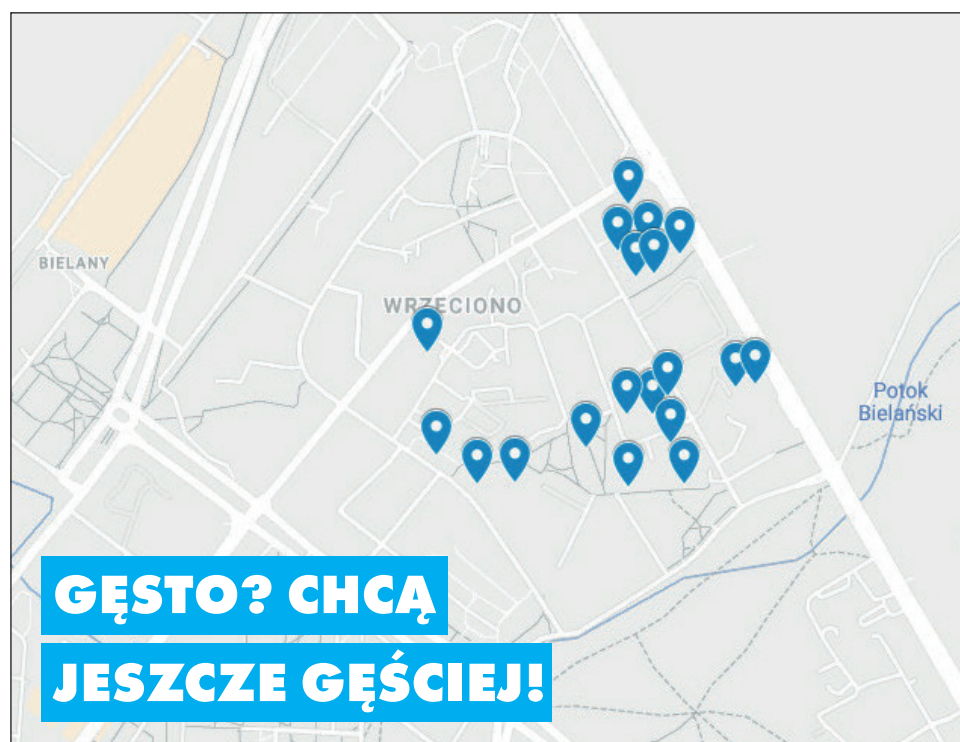 BIELANY
WRZECIONO
Potok
Bielański
GĘSTO? CHCĄ
JESZCZE GĘŚCIEJ!